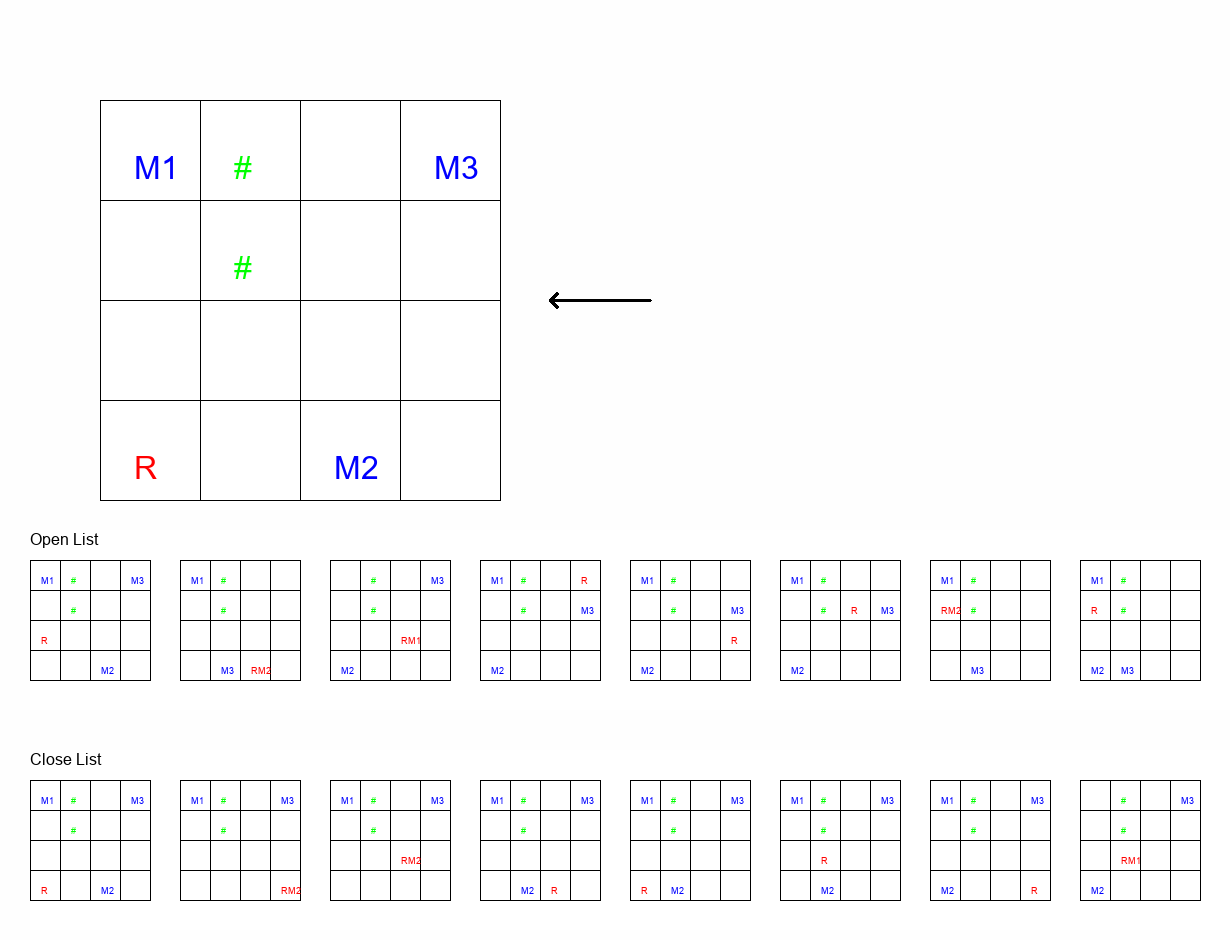 M1 # M3
#
R M2
Open List
M1 # M3 M1 # # M3 M1 # R M1 # M1 # M1 # M1 #
# # # # M3 # M3 # R M3 RM2 # R #
R RM1 R
M2 M3 RM2 M2 M2 M2 M2 M3 M2 M3
Close List
M1 # M3 M1 # M3 M1 # M3 M1 # M3 M1 # M3 M1 # M3 M1 # M3 # M3
# # # # # # # #
RM2 R RM1
R M2 RM2 M2 R R M2 M2 M2 R M2